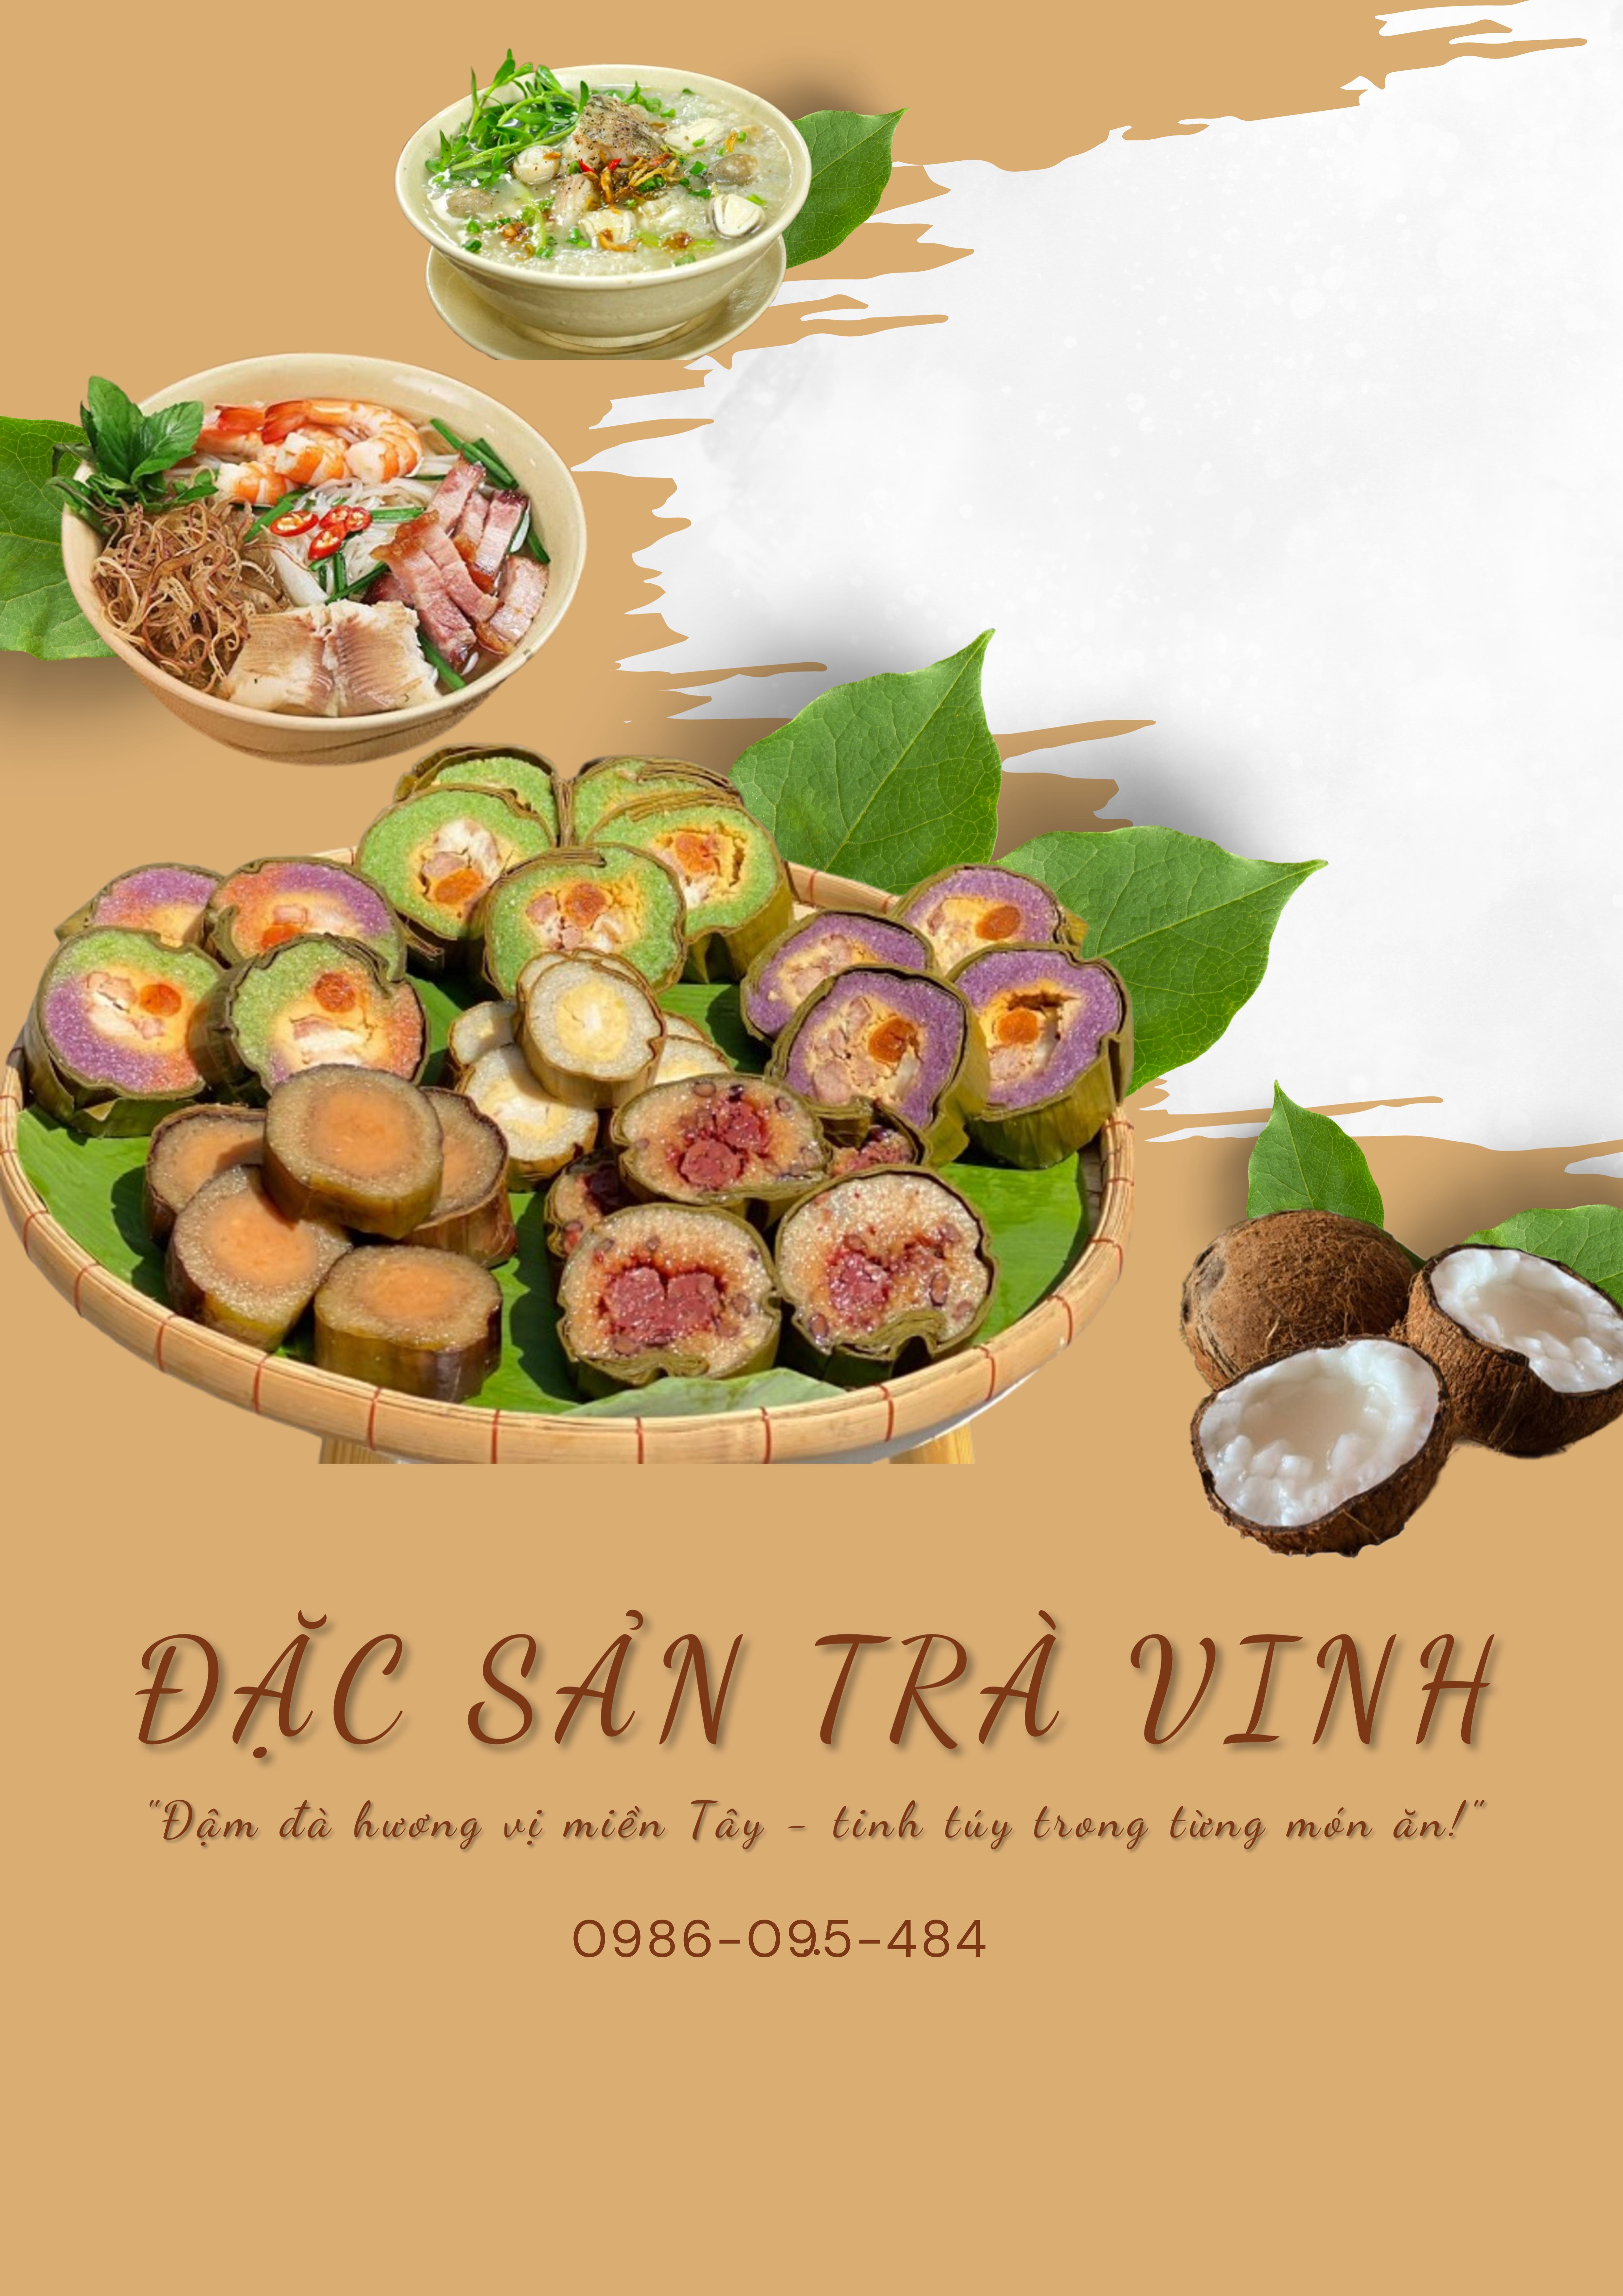 ĐẶC SẢN TRÀ VINH
"Đậm đà hương vị miền Tây - tinh túy trong từng món ăn!"
0986-095-484